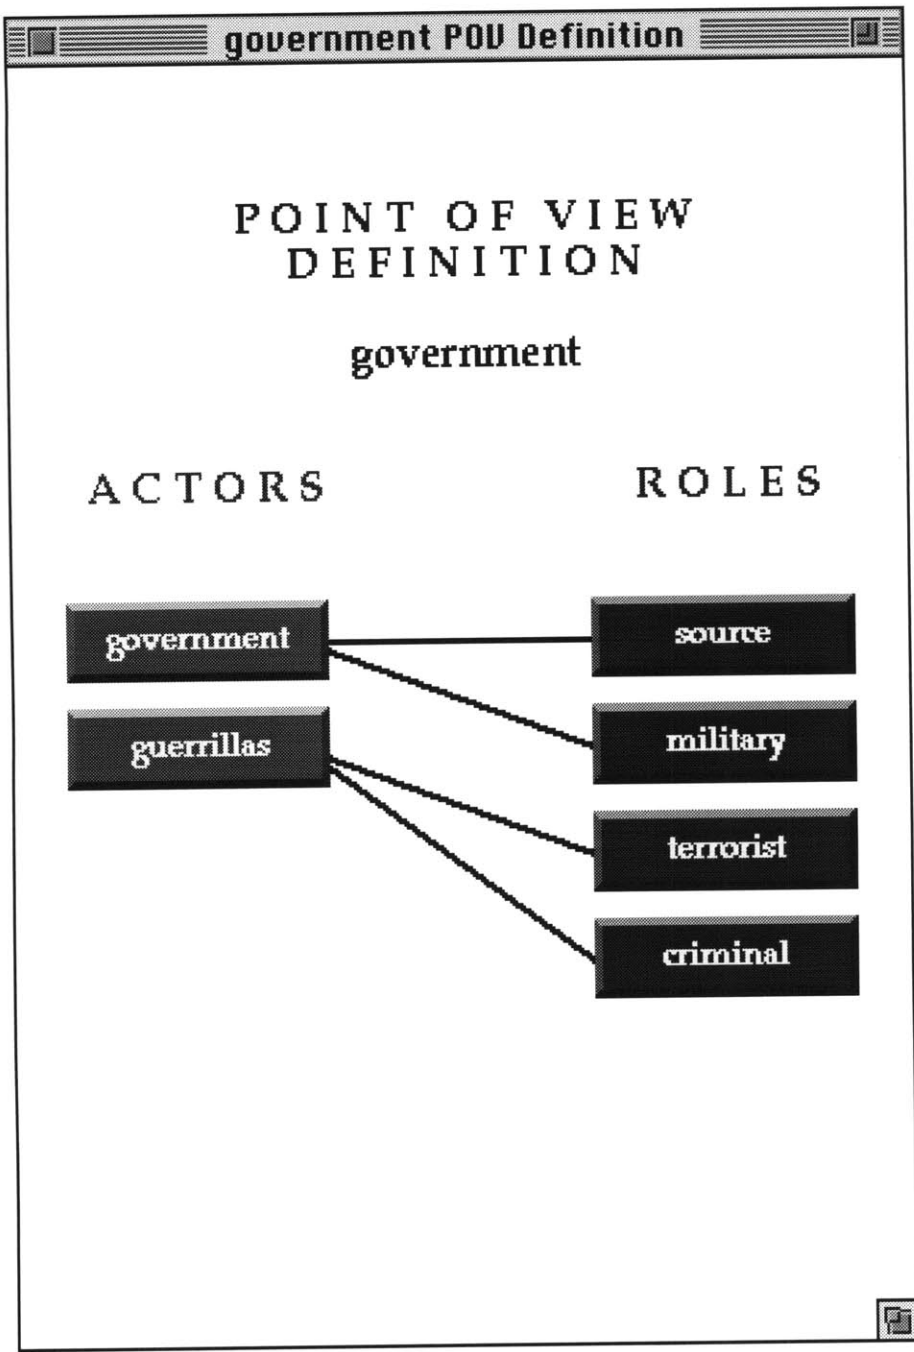 government POV Definition
POINT OF VIEW
DEFINITION
government
ACTORS
ROLES
government
source
guerrillas
military
terrorist
criminal